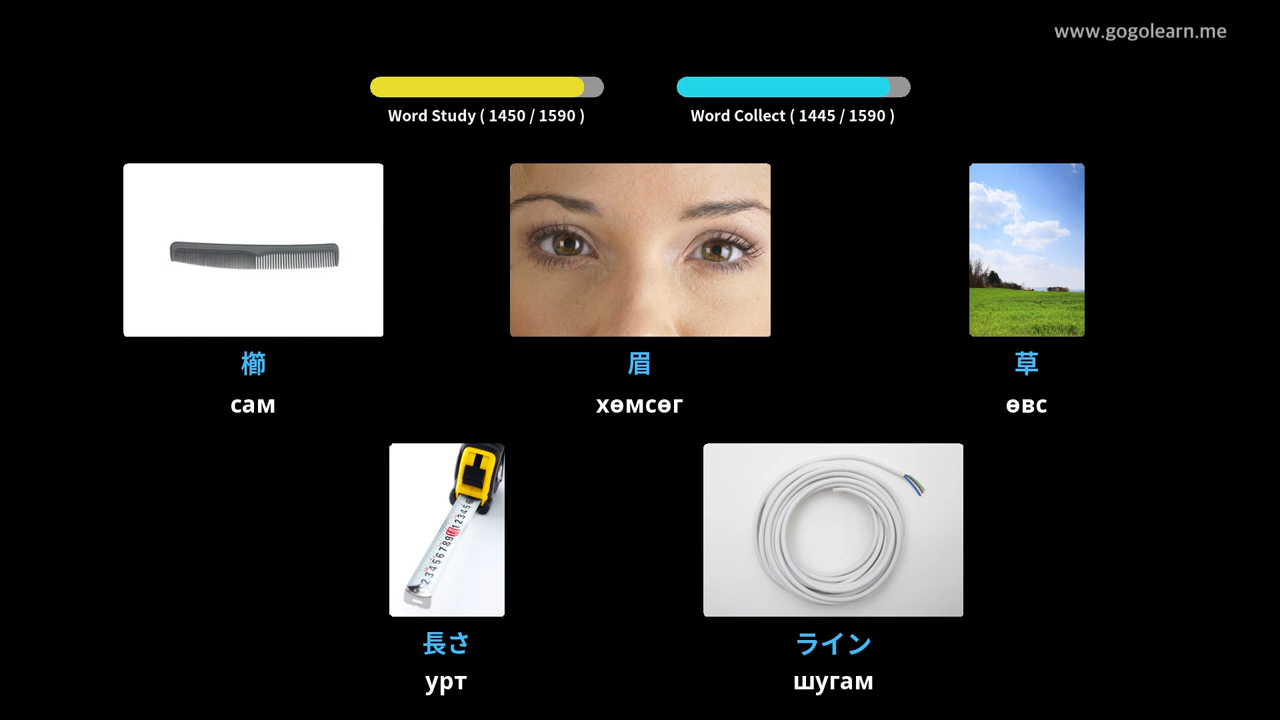 www.gogolearn.me
Word Study ( 1450 / 1590 )
Word Collect ( 1445 / 1590 )
櫛
сам
眉
хөмсөг
草
өвс
長さ
урт
ライン
шугам